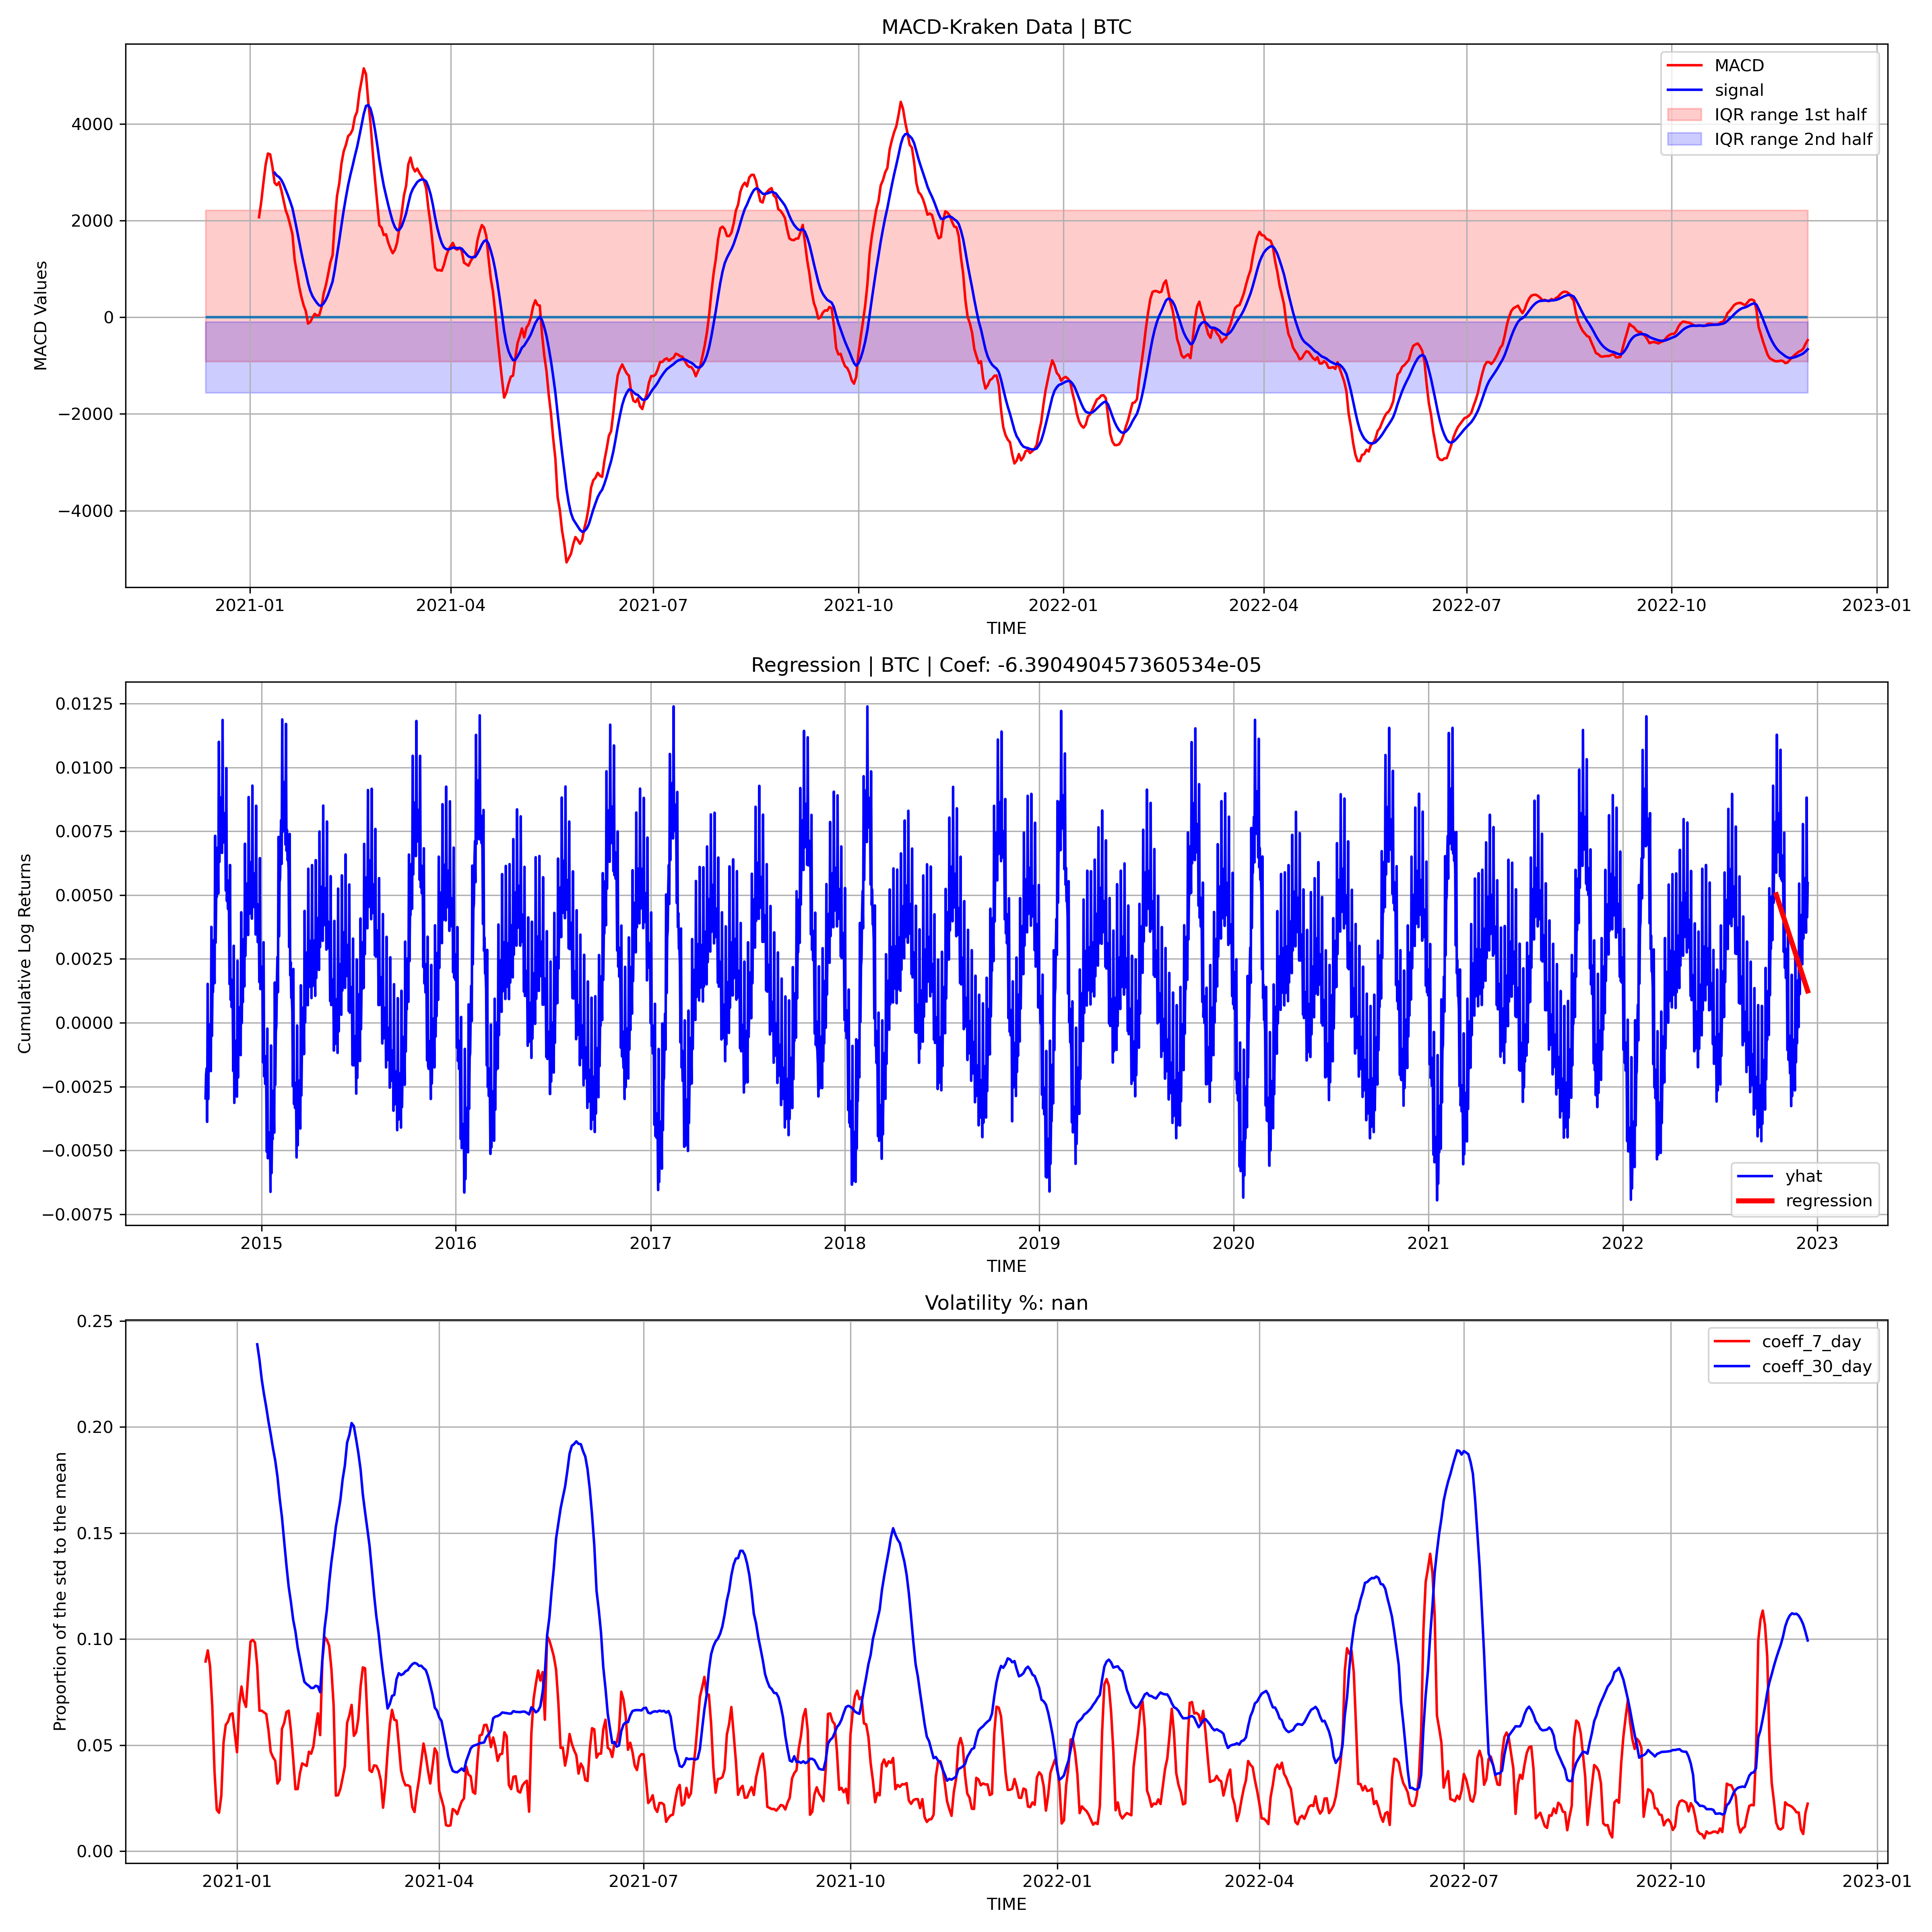 MACD-Kraken Data | BTC
MACD
signal
IQR range 1st half
IQR range 2nd half
MACD Values
4000
2000
0
−2000
−4000
2021-01 2021-04 2021-07 2021-10 2022-01 2022-04 2022-07 2022-10 2023-01
TIME
Regression | BTC | Coef: -6.390490457360534e-05
Cumulative Log Returns
0.0125
0.0100
0.0075
0.0050
0.0025
0.0000
−0.0025
−0.0050
−0.0075
yhat
regression
2015 2016 2017 2018 2019 2020 2021 2022 2023
TIME
Volatility %: nan
coeff_7_day
coeff_30_day
Proportion of the std to the mean
0.25
0.20
0.15
0.10
0.05
0.00
2021-01 2021-04 2021-07 2021-10 2022-01 2022-04 2022-07 2022-10 2023-01
TIME